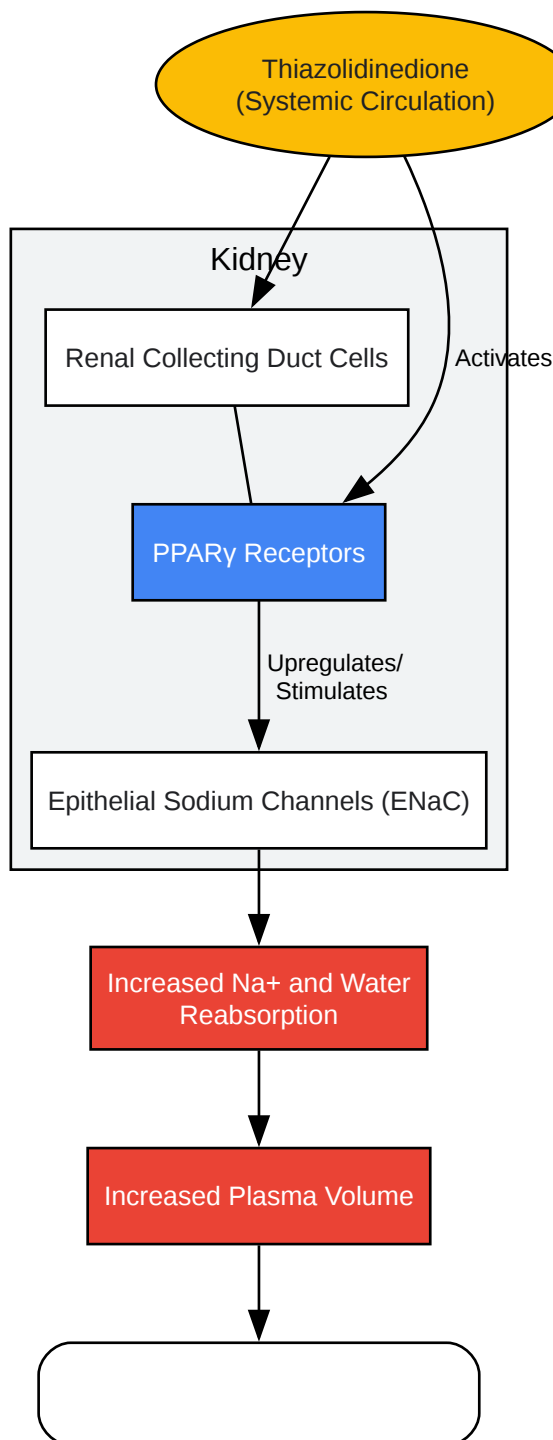 Thiazolidinedione
(Systemic Circulation)
Kidney
Renal Collecting Duct Cells
Activates
PPARγ Receptors
Upregulates/
Stimulates
Epithelial Sodium Channels (ENaC)
Increased Na+ and Water
Reabsorption
Increased Plasma Volume